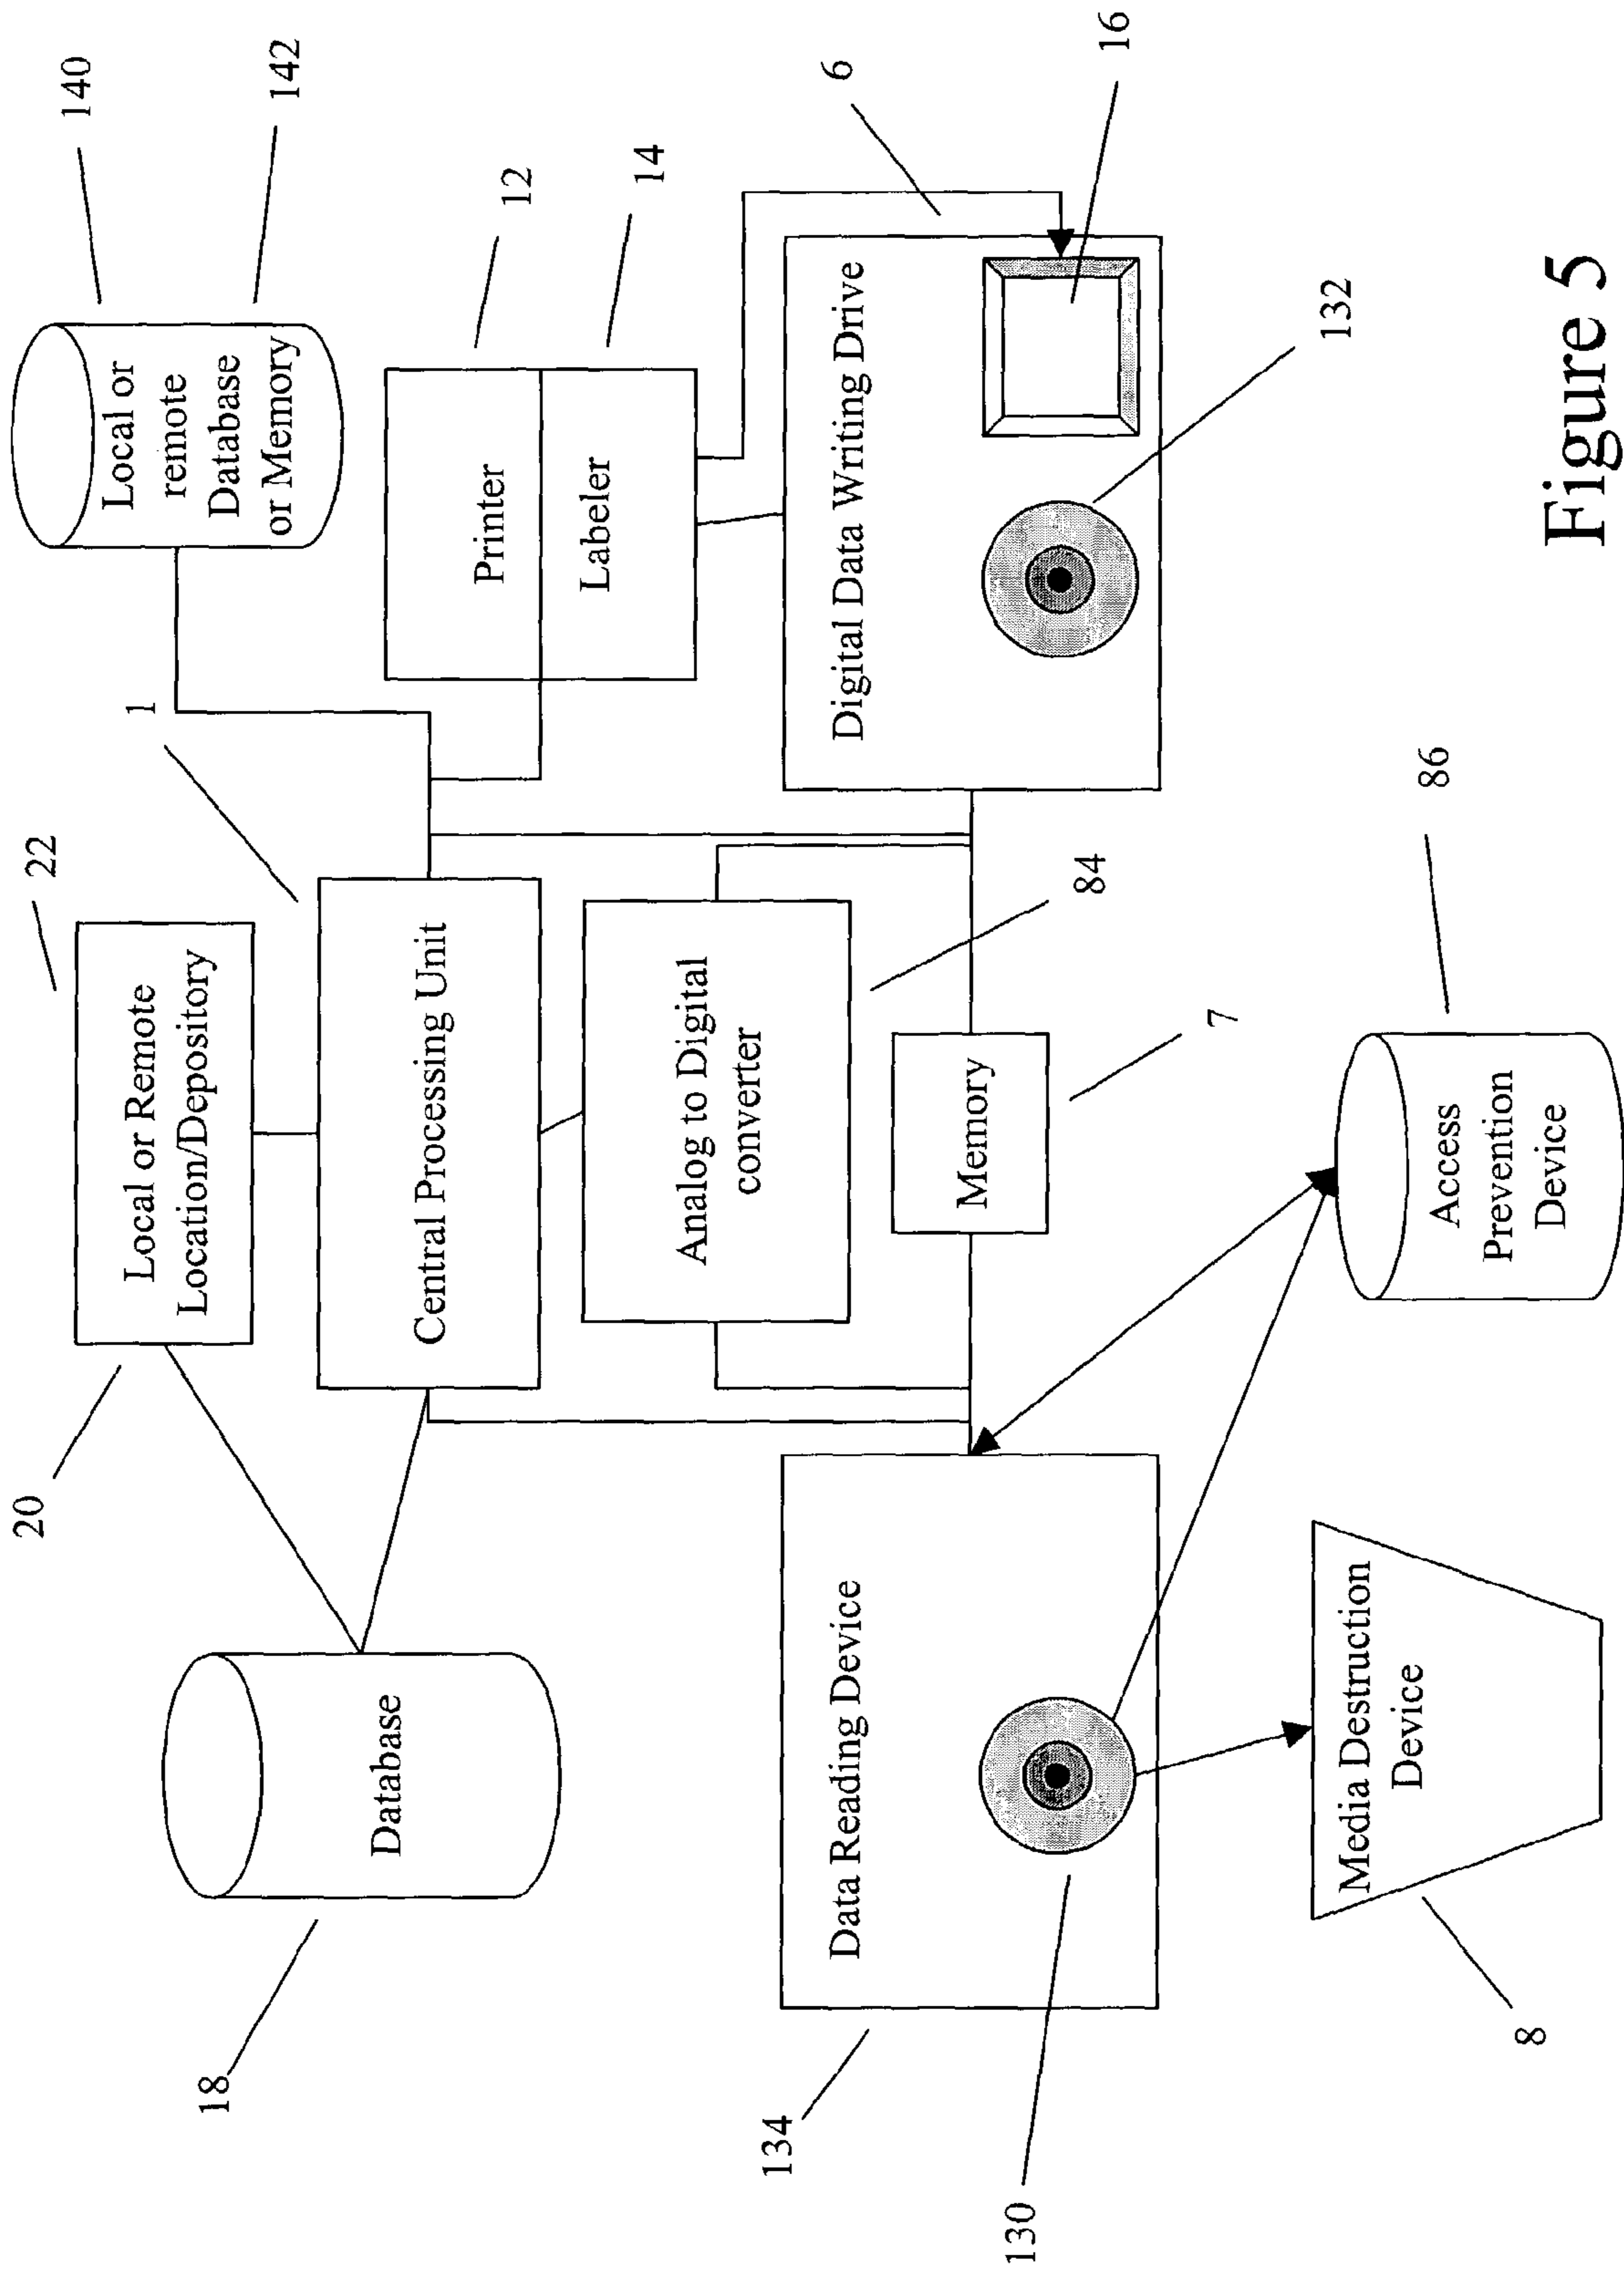 140
142
Local or
remote
Database
or Memory
12
14
Printer
Labeler
6
16
Digital Data Writing Drive
132
1
22
Local or Remote
Location/Depository
20
Central Processing Unit
Analog to Digital
converter
84
Memory
7
86
Access
Prevention
Device
Database
18
Data Reading Device
134
130
Media Destruction
Device
8
Figure 5